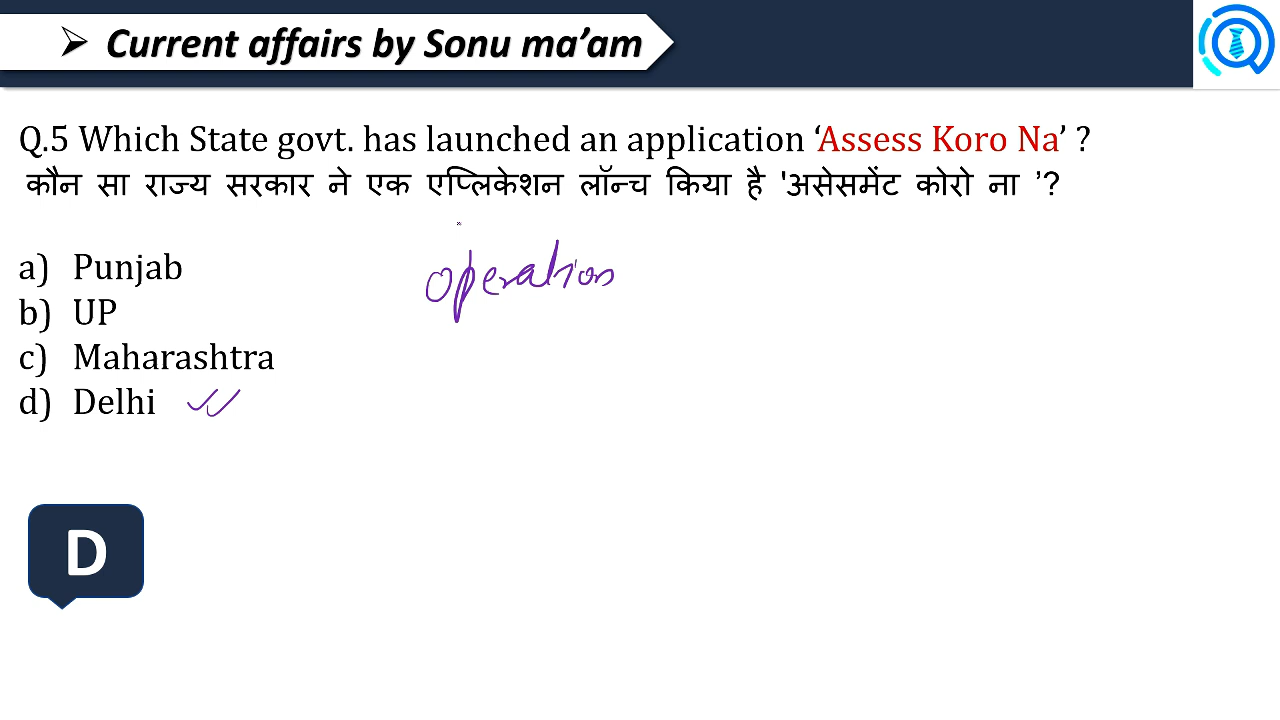 Current affairs by Sonu ma’am
Q.5 Which State govt. has launched an application ‘Assess Koro Na’ ?
कौन सा राज्य सरकार ने एक एप्लिकेशन लॉन्च किया है 'असेसमेंट कोरो ना ’?
a) Punjab
operation
b) UP
c) Maharashtra
d) Delhi
D